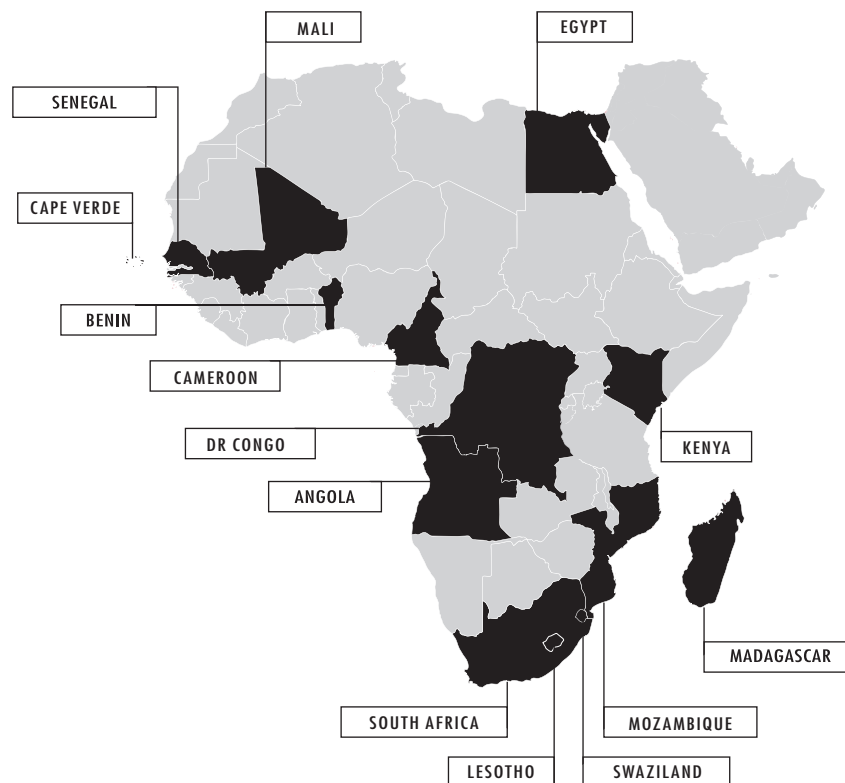 MALI
EGYPT
SENEGAL
CAPE VERDE
BENIN
CAMEROON
DR CONGO
KENYA
ANGOLA
MADAGASCAR
SOUTH AFRICA
MOZAMBIQUE
LESOTHO
SWAZILAND